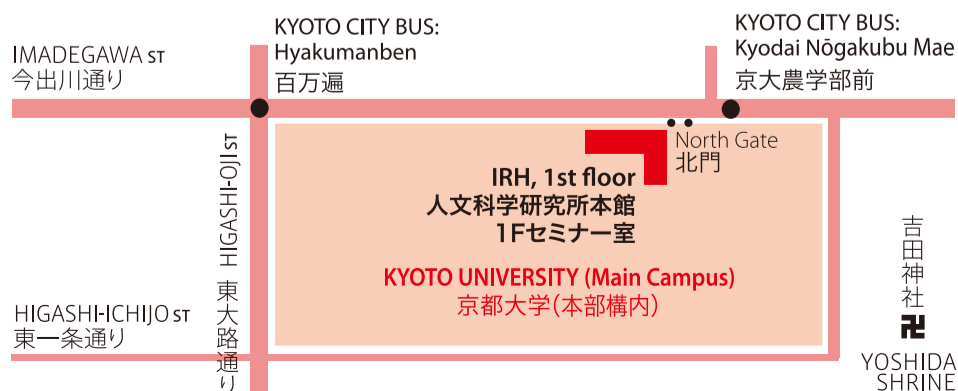 KYOTO CITY BUS:
Hyakumanben
百万遍
KYOTO CITY BUS:
Kyodai Nōgakubu Mae
京大農学部前
IMADEGAWA ST
今出川通り
North Gate
北門
HIGASHI-OJI ST 東大路通り
IRH, 1st floor
人文科学研究所本館
1Fセミナー室
KYOTO UNIVERSITY (Main Campus)
京都大学(本部構内)
HIGASHI-ICHIJO ST
東一条通り
吉田神社
卍
YOSHIDA
SHRINE